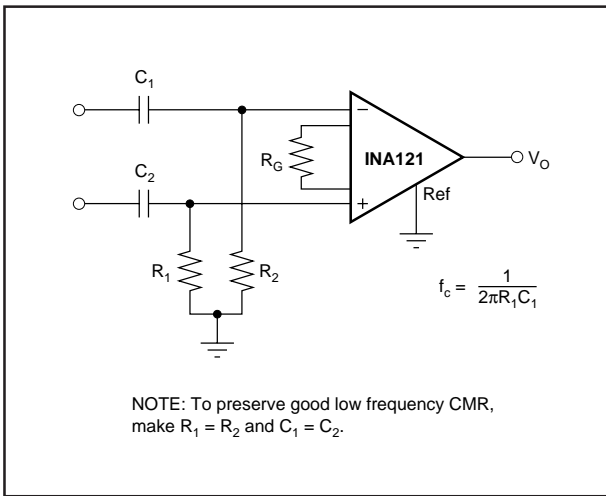 C1
−
INA121
RG
VO
C2
Ref
+
R1
R2
fc = 1 / 2πR1C1
NOTE: To preserve good low frequency CMR,
make R1 = R2 and C1 = C2.